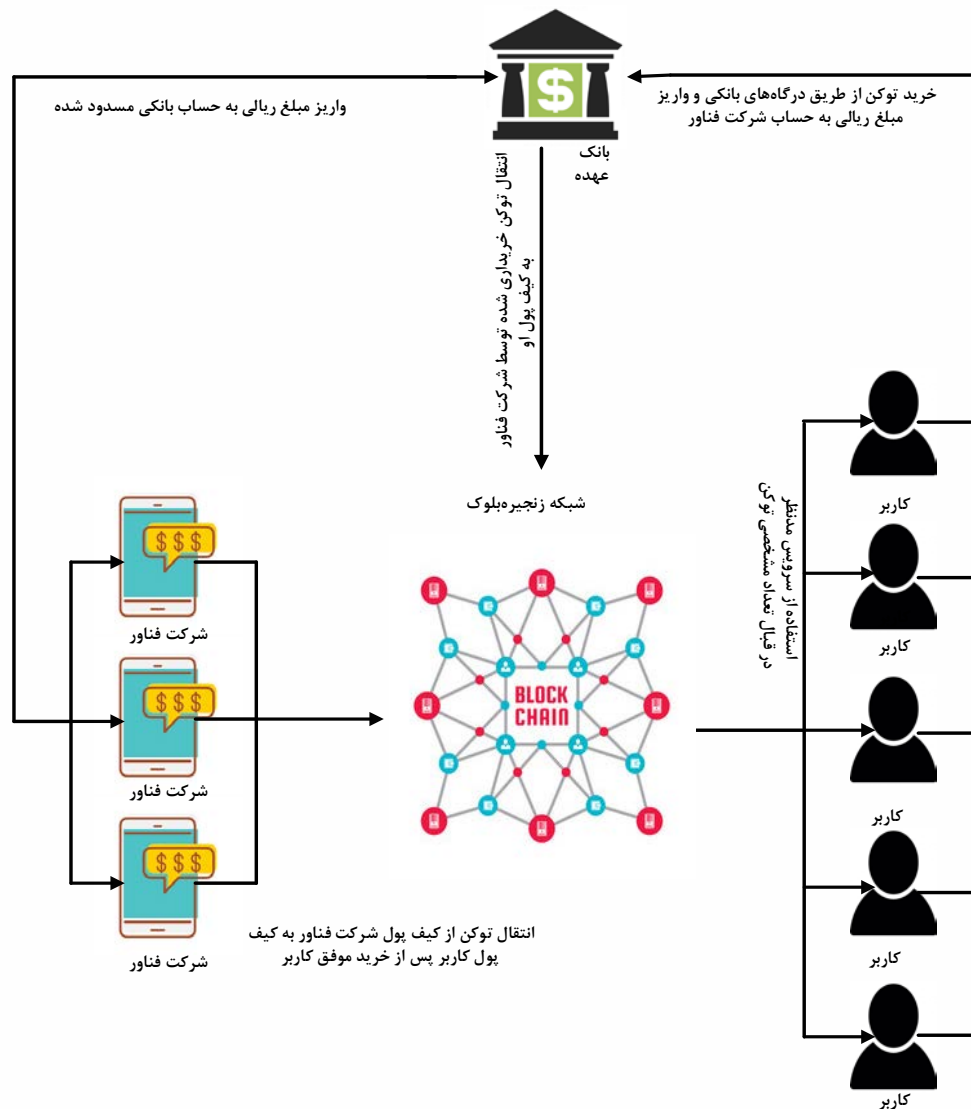 خرید توکن از طریق درگاه‌های بانکی و واریز
مبلغ ریالی به حساب شرکت فناور
واریز مبلغ ریالی به حساب بانکی مسدود شده
$
بانک
عهده
انتقال توکن خریداری شده توسط شرکت فناور
به کیف پول او
شبکه زنجیره‌بلوک
BLOCK
CHAIN
استفاده از سرویس مدنظر
در قبال تعداد مشخصی توکن
کاربر
کاربر
کاربر
کاربر
کاربر
$ $ $
شرکت فناور
$ $ $
شرکت فناور
$ $ $
شرکت فناور
انتقال توکن از کیف پول شرکت فناور به کیف
پول کاربر پس از خرید موفق کاربر